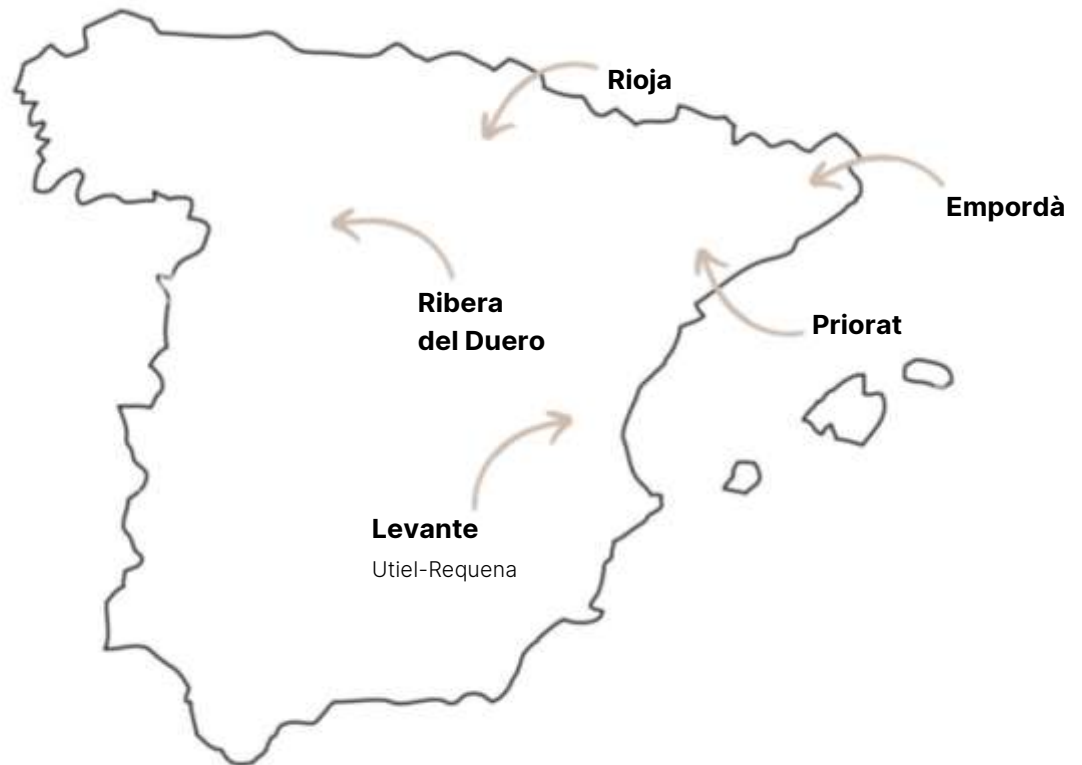 Rioja
Empordà
Ribera
del Duero
Priorat
Levante
Utiel-Requena